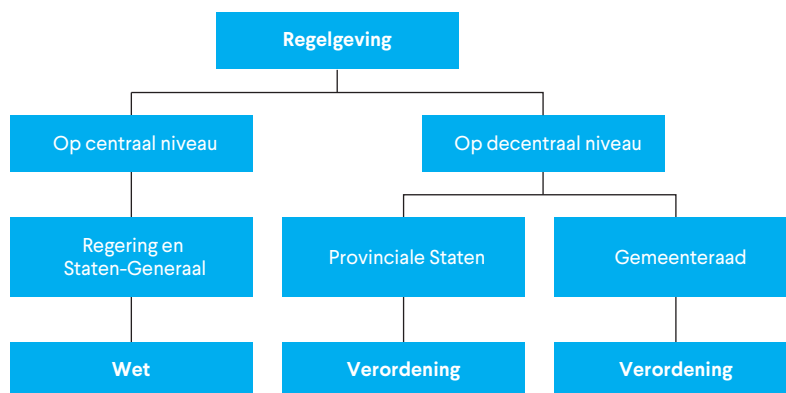 Regelgeving
Op centraal niveau
Op decentraal niveau
Regering en
Staten-Generaal
Provinciale Staten
Gemeenteraad
Wet
Verordening
Verordening